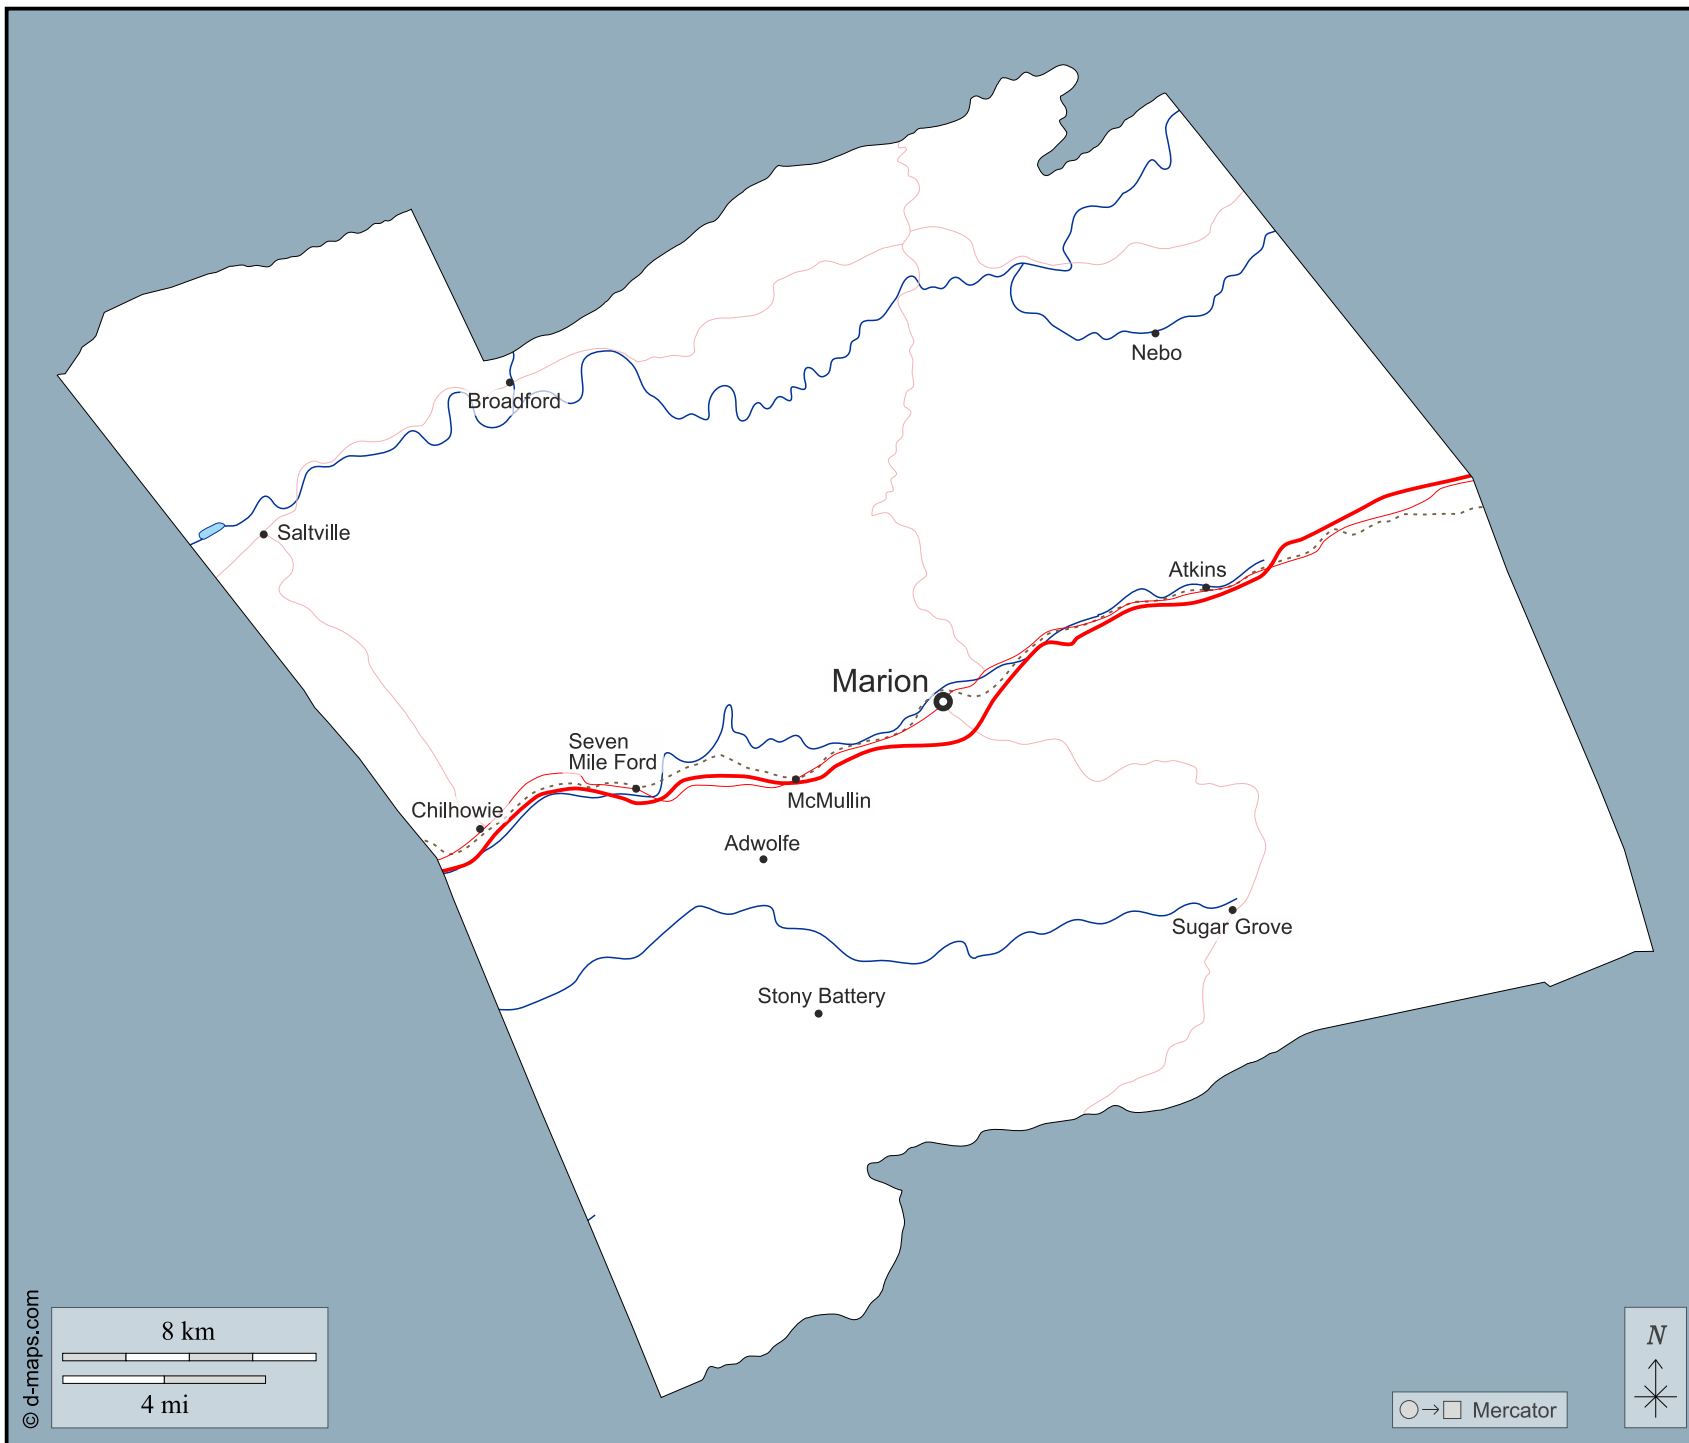 Nebo
Broadford
Saltville
Atkins
Marion
Seven
Mile Ford
Chilhowie
McMullin
Adwolfe
Sugar Grove
Stony Battery
© d-maps.com
8 km
4 mi
N
Mercator